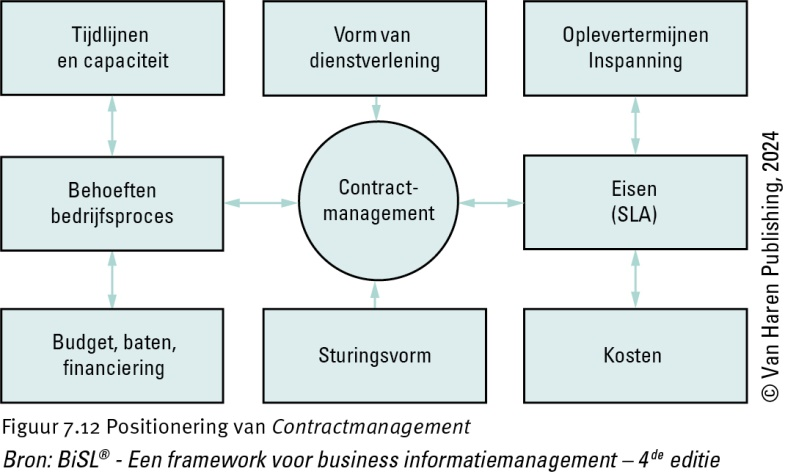 Tijdlijnen
en capaciteit
Vorm van
dienstverlening
Oplevertermijnen
Inspanning
Behoeften
bedrijfsproces
Contract-
management
Eisen
(SLA)
Budget, baten,
financiering
Sturingsvorm
Kosten
© Van Haren Publishing, 2024
Figuur 7.12 Positionering van Contractmanagement
Bron: BiSL® - Een framework voor business informatiemanagement – 4de editie